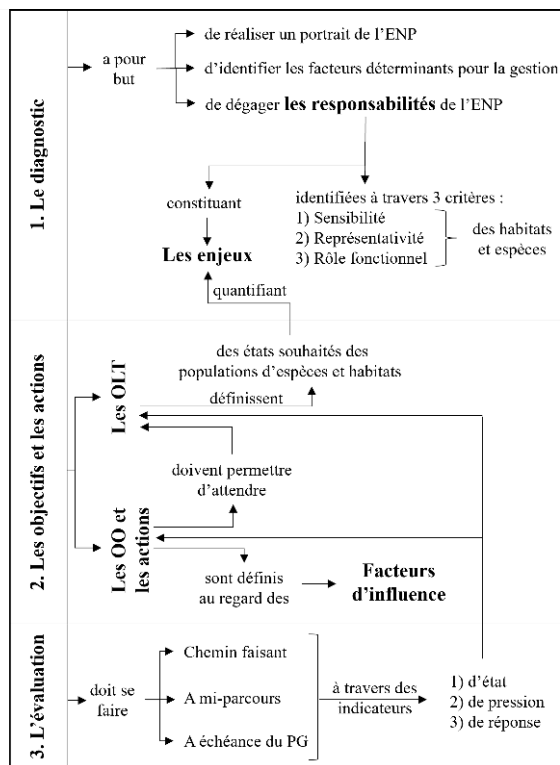 1. Le diagnostic
a pour
but
de réaliser un portrait de l'ENP
d'identifier les facteurs déterminants pour la gestion
de dégager les responsabilités de l'ENP
constituant
Les enjeux
identifiées à travers 3 critères :
1) Sensibilité
2) Représentativité
3) Rôle fonctionnel
des habitats
et espèces
quantifiant
2. Les objectifs et les actions
des états souhaités des
populations d'espèces et habitats
Les OLT
définissent
doivent permettre
d'attendre
Les OO et
les actions
sont définis
au regard des
Facteurs
d'influence
3. L'évaluation
doit se
faire
Chemin faisant
A mi-parcours
A échéance du PG
à travers des
indicateurs
1) d'état
2) de pression
3) de réponse